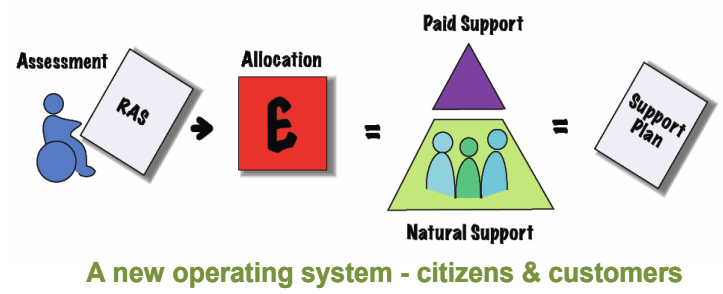 Paid Support
Assessment
Allocation
RAS
£
=
=
Support
Plan
Natural Support
A new operating system - citizens & customers